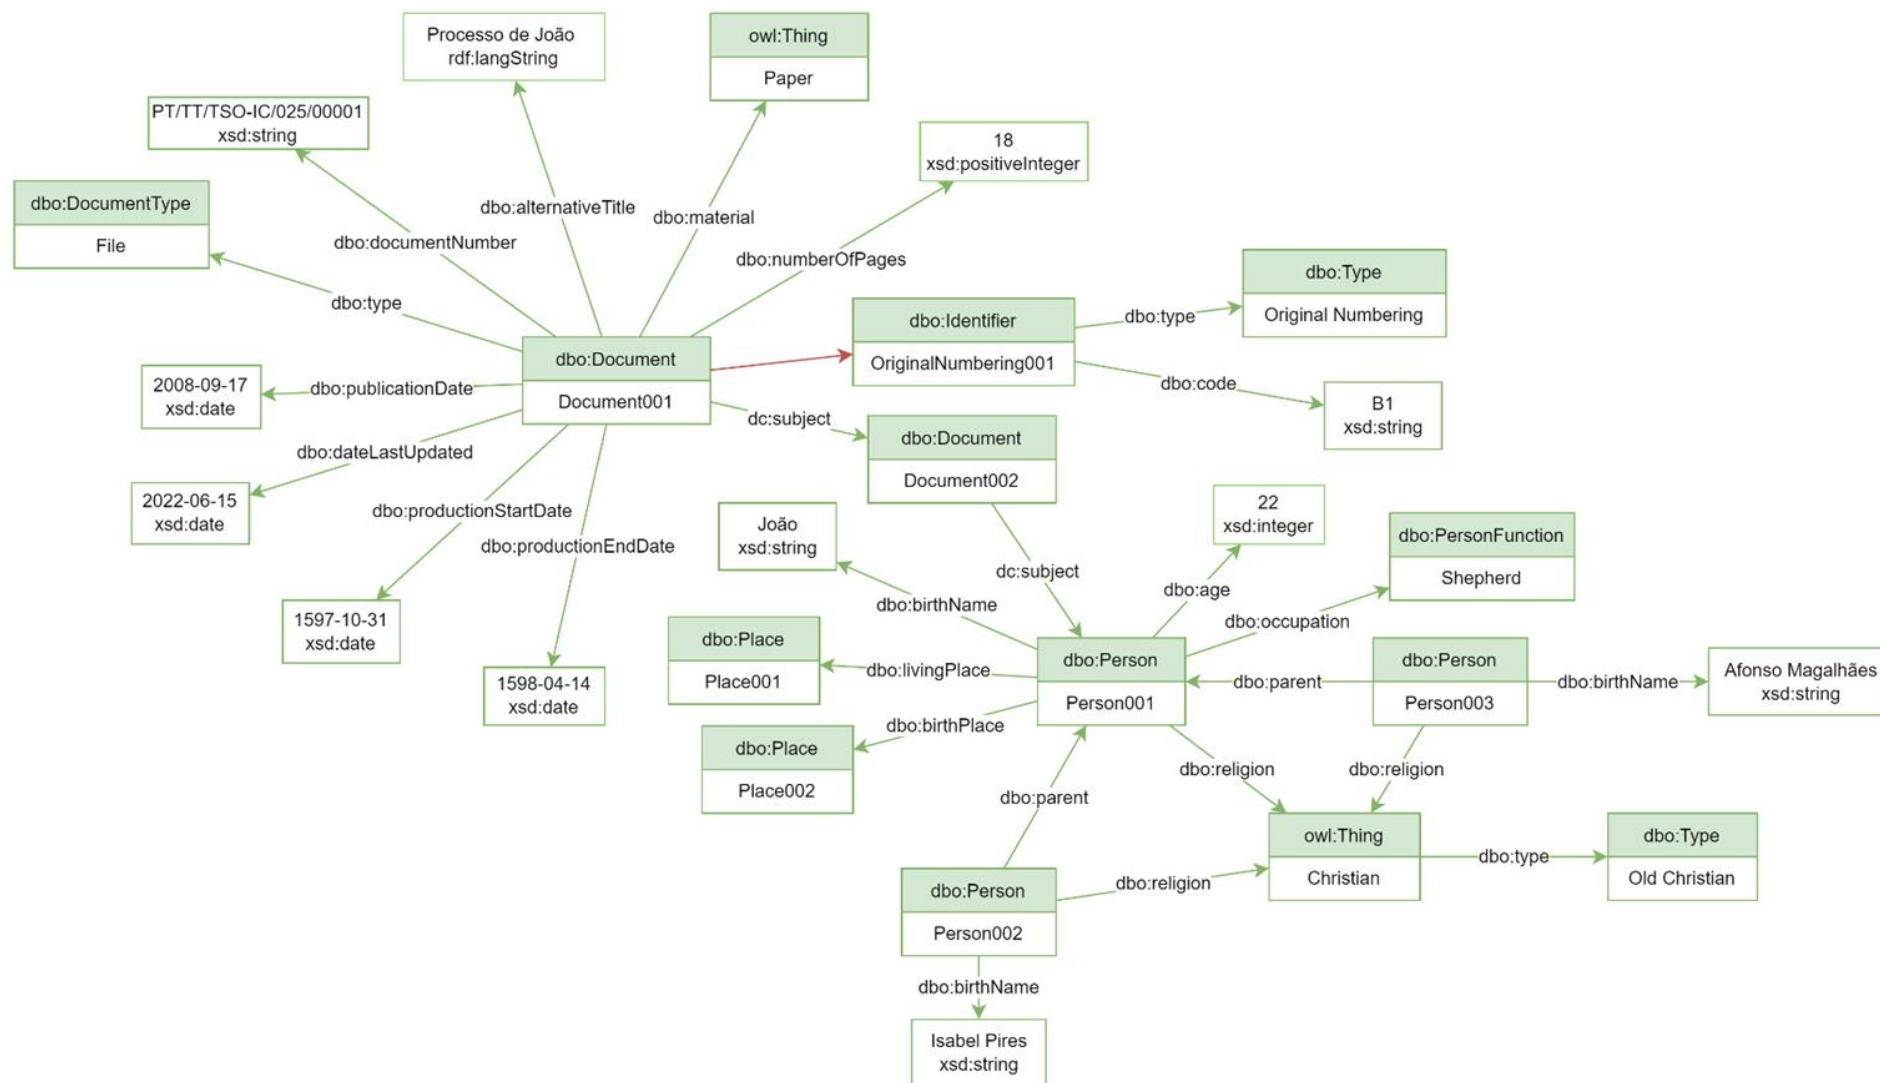 Processo de João
rdf:langString
owl:Thing
Paper
PT/TT/TSO-IC/025/00001
xsd:string
18
xsd:positiveInteger
dbo:DocumentType
File
dbo:alternativeTitle
dbo:material
dbo:documentNumber
dbo:numberOfPages
dbo:type
dbo:Type
Original Numbering
dbo:Identifier
OriginalNumbering001
dbo:type
dbo:code
B1
xsd:string
dbo:Document
Document001
dbo:publicationDate
2008-09-17
xsd:date
dc:subject
dbo:Document
Document002
dbo:dateLastUpdated
2022-06-15
xsd:date
dbo:productionStartDate
dbo:productionEndDate
1597-10-31
xsd:date
1598-04-14
xsd:date
João
xsd:string
dc:subject
22
xsd:integer
dbo:age
dbo:PersonFunction
Shepherd
dbo:birthName
dbo:occupation
dbo:Place
Place001
dbo:livingPlace
dbo:Person
Person001
dbo:parent
dbo:Person
Person003
dbo:birthName
Afonso Magalhães
xsd:string
dbo:Place
Place002
dbo:birthPlace
dbo:parent
dbo:religion
dbo:religion
owl:Thing
Christian
dbo:type
dbo:Type
Old Christian
dbo:Person
Person002
dbo:religion
dbo:birthName
Isabel Pires
xsd:string